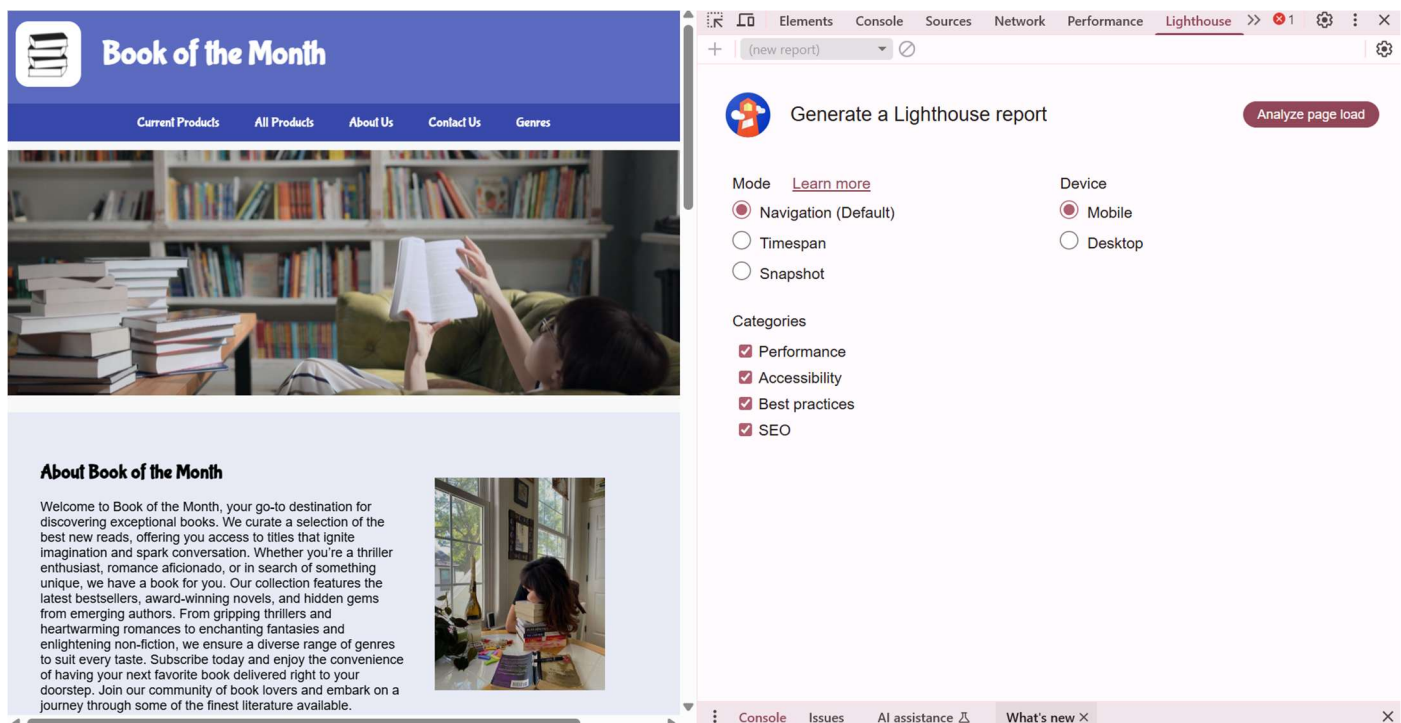 Book of the Month
Current Products All Products About Us Contact Us Genres
About Book of the Month
Welcome to Book of the Month, your go-to destination for
discovering exceptional books. We curate a selection of the
best new reads, offering you access to titles that ignite
imagination and spark conversation. Whether you're a thriller
enthusiast, romance aficionado, or in search of something
unique, we have a book for you. Our collection features the
latest bestsellers, award-winning novels, and hidden gems
from emerging authors. From gripping thrillers and
heartwarming romances to enchanting fantasies and
enlightening non-fiction, we ensure a diverse range of genres
to suit every taste. Subscribe today and enjoy the convenience
of having your next favorite book delivered right to your
doorstep. Join our community of book lovers and embark on a
journey through some of the finest literature available.
Elements Console Sources Network Performance Lighthouse 1
(new report)
Generate a Lighthouse report Analyze page load
Mode Learn more
Navigation (Default)
Timespan
Snapshot
Device
Mobile
Desktop
Categories
Performance
Accessibility
Best practices
SEO
Console Issues AI assistance What's new